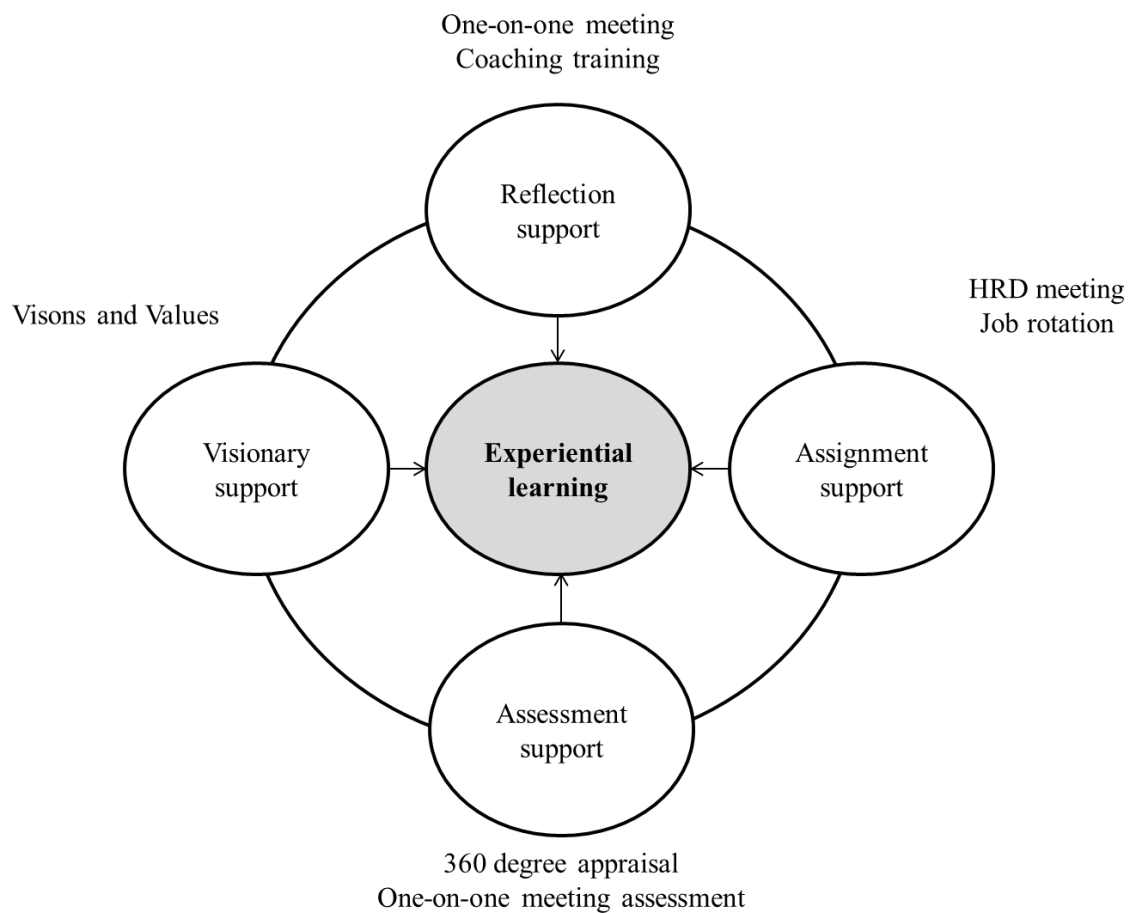 One-on-one meeting
Coaching training
Reflection
support
Visons and Values
HRD meeting
Job rotation
Visionary
support
Experiential
learning
Assignment
support
Assessment
support
360 degree appraisal
One-on-one meeting assessment